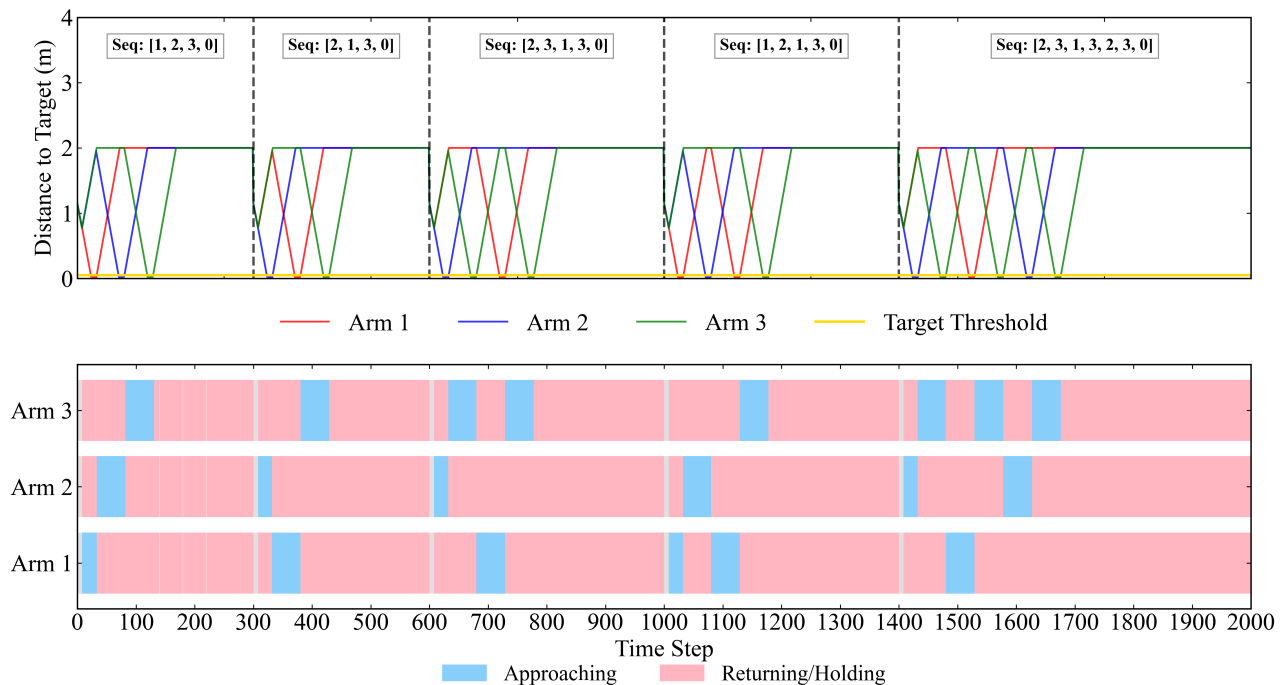 4
3
2
1
0
Distance to Target (m)
Seq: [1, 2, 3, 0]
Seq: [2, 1, 3, 0]
Seq: [2, 3, 1, 3, 0]
Seq: [1, 2, 1, 3, 0]
Seq: [2, 3, 1, 3, 2, 3, 0]
Arm 1
Arm 2
Arm 3
Target Threshold
Arm 3
Arm 2
Arm 1
0 100 200 300 400 500 600 700 800 900 1000 1100 1200 1300 1400 1500 1600 1700 1800 1900 2000
Time Step
Approaching
Returning/Holding